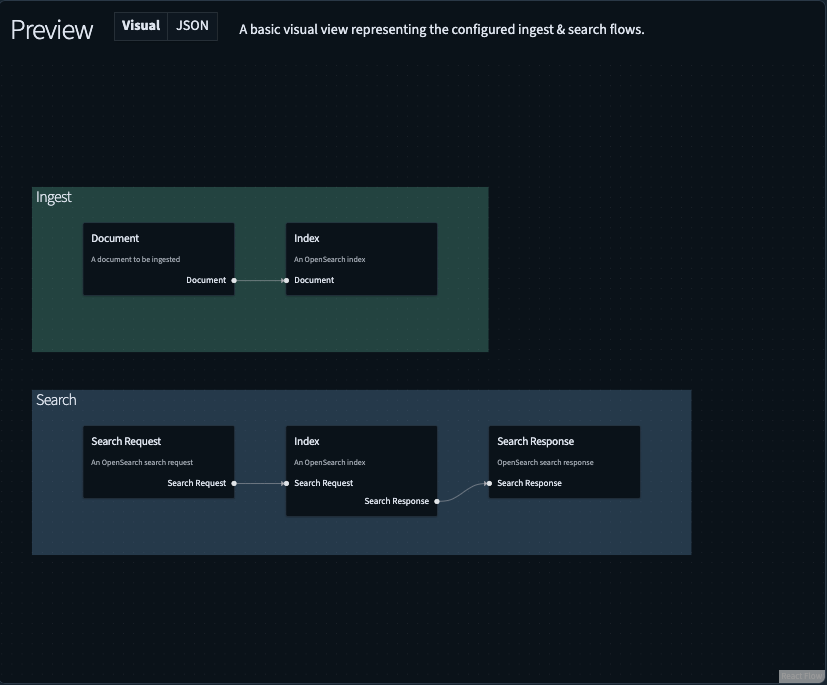 Preview
Visual
JSON
A basic visual view representing the configured ingest & search flows.
Ingest
Document
A document to be ingested
Document
Index
An OpenSearch index
Document
Search
Search Request
An OpenSearch search request
Search Request
Index
An OpenSearch index
Search Request
Search Response
Search Response
OpenSearch search response
Search Response
React Flow